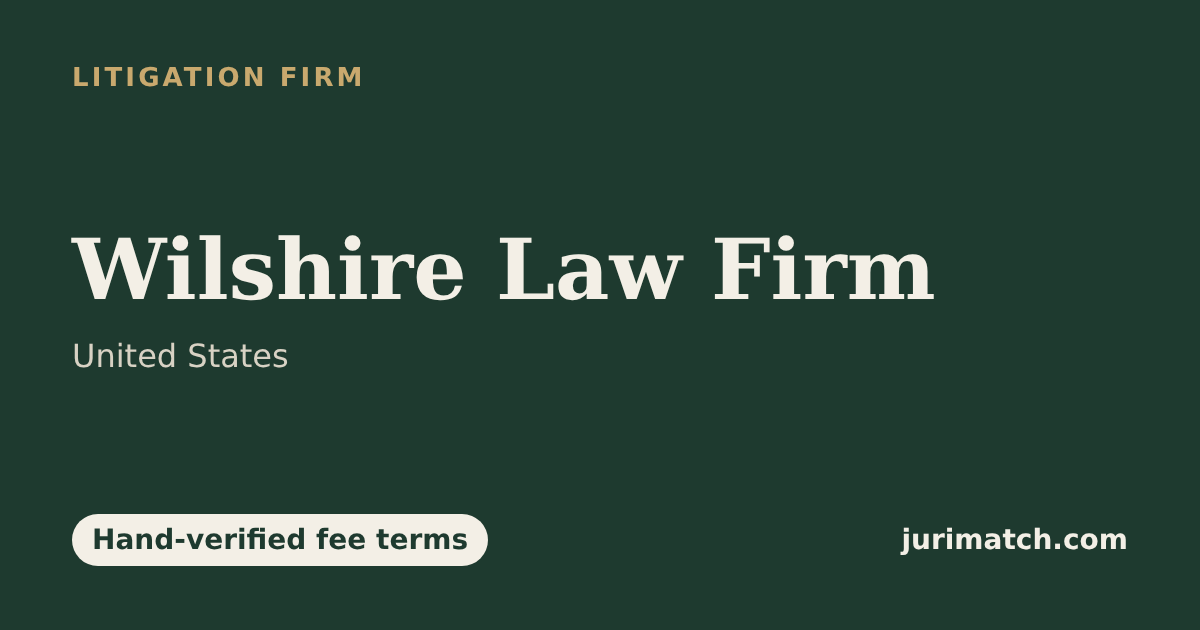 LITIGATION FIRM
Wilshire Law Firm
United States
Hand-verified fee terms
jurimatch.com